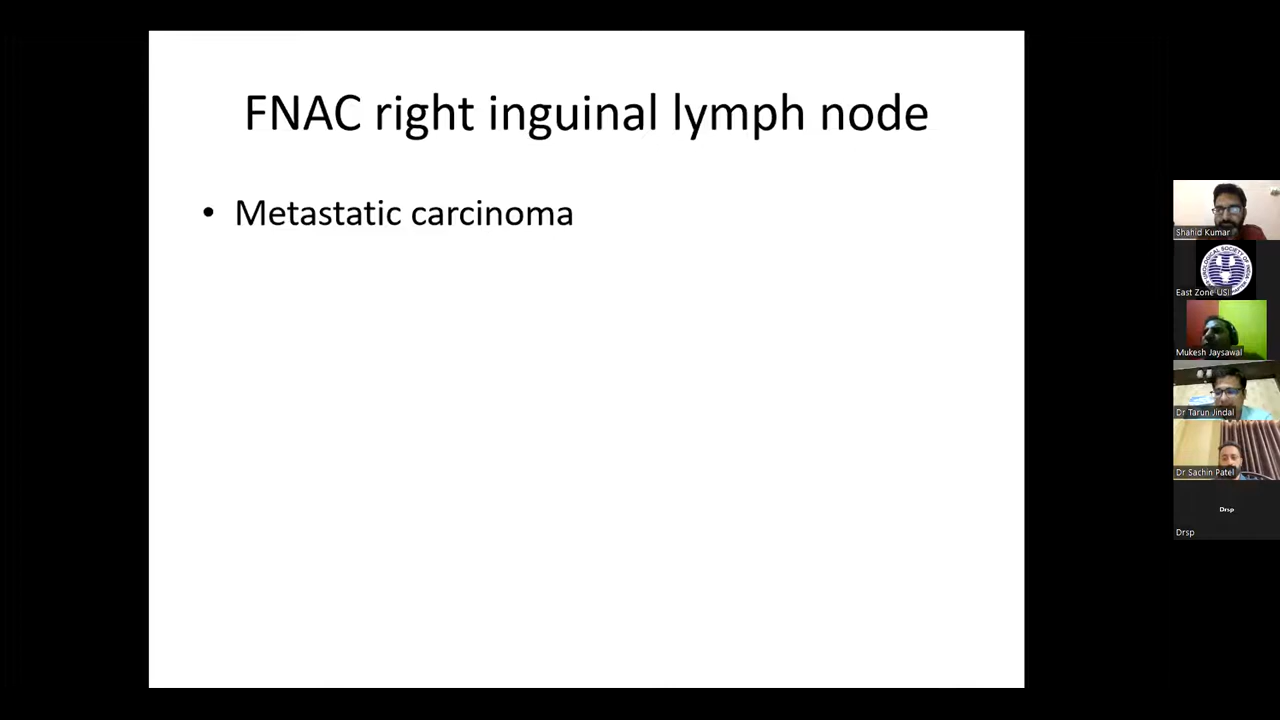 FNAC right inguinal lymph node
• Metastatic carcinoma
Shahid Kumar
East Zone USI
Mukesh Jaysawal
Dr Tarun Jindal
Dr Sachin Patel
Drsp
Drsp